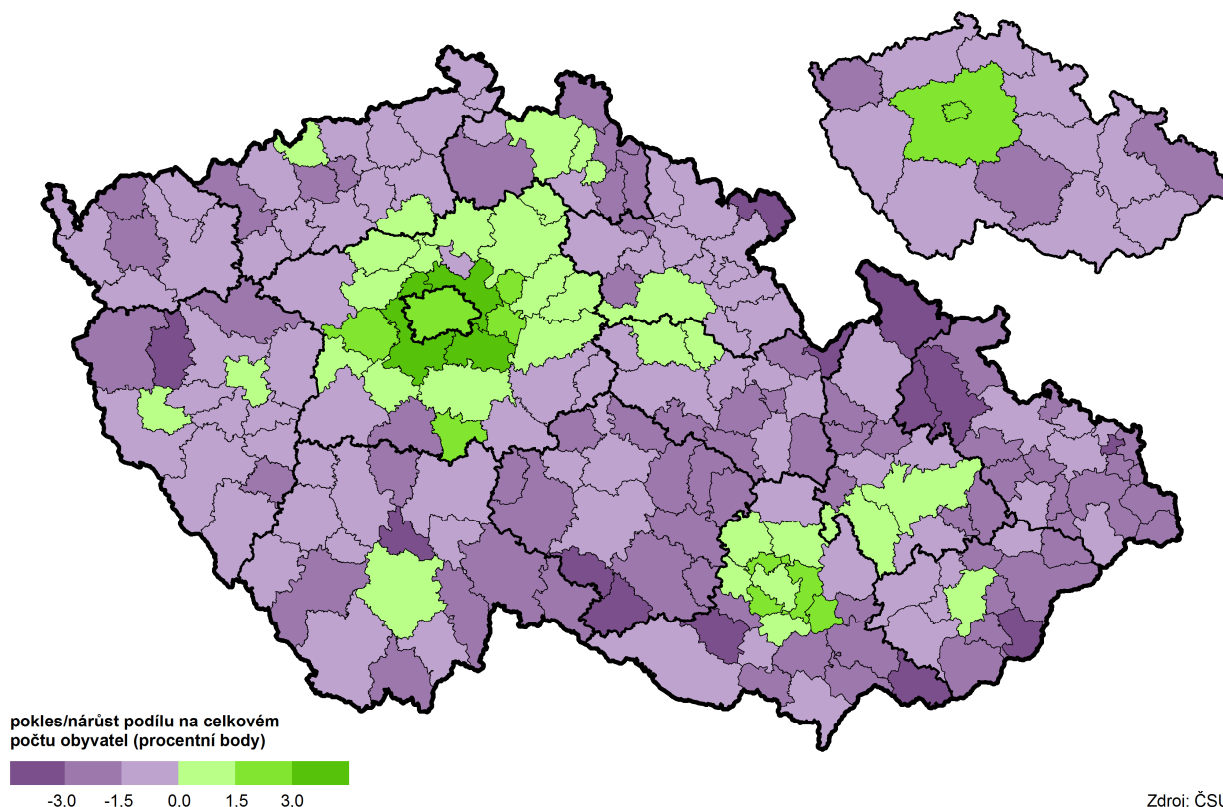 pokles/nárůst podílu na celkovém
počtu obyvatel (procentní body)
-3.0 -1.5 0.0 1.5 3.0
Zdroj: ČSÚ